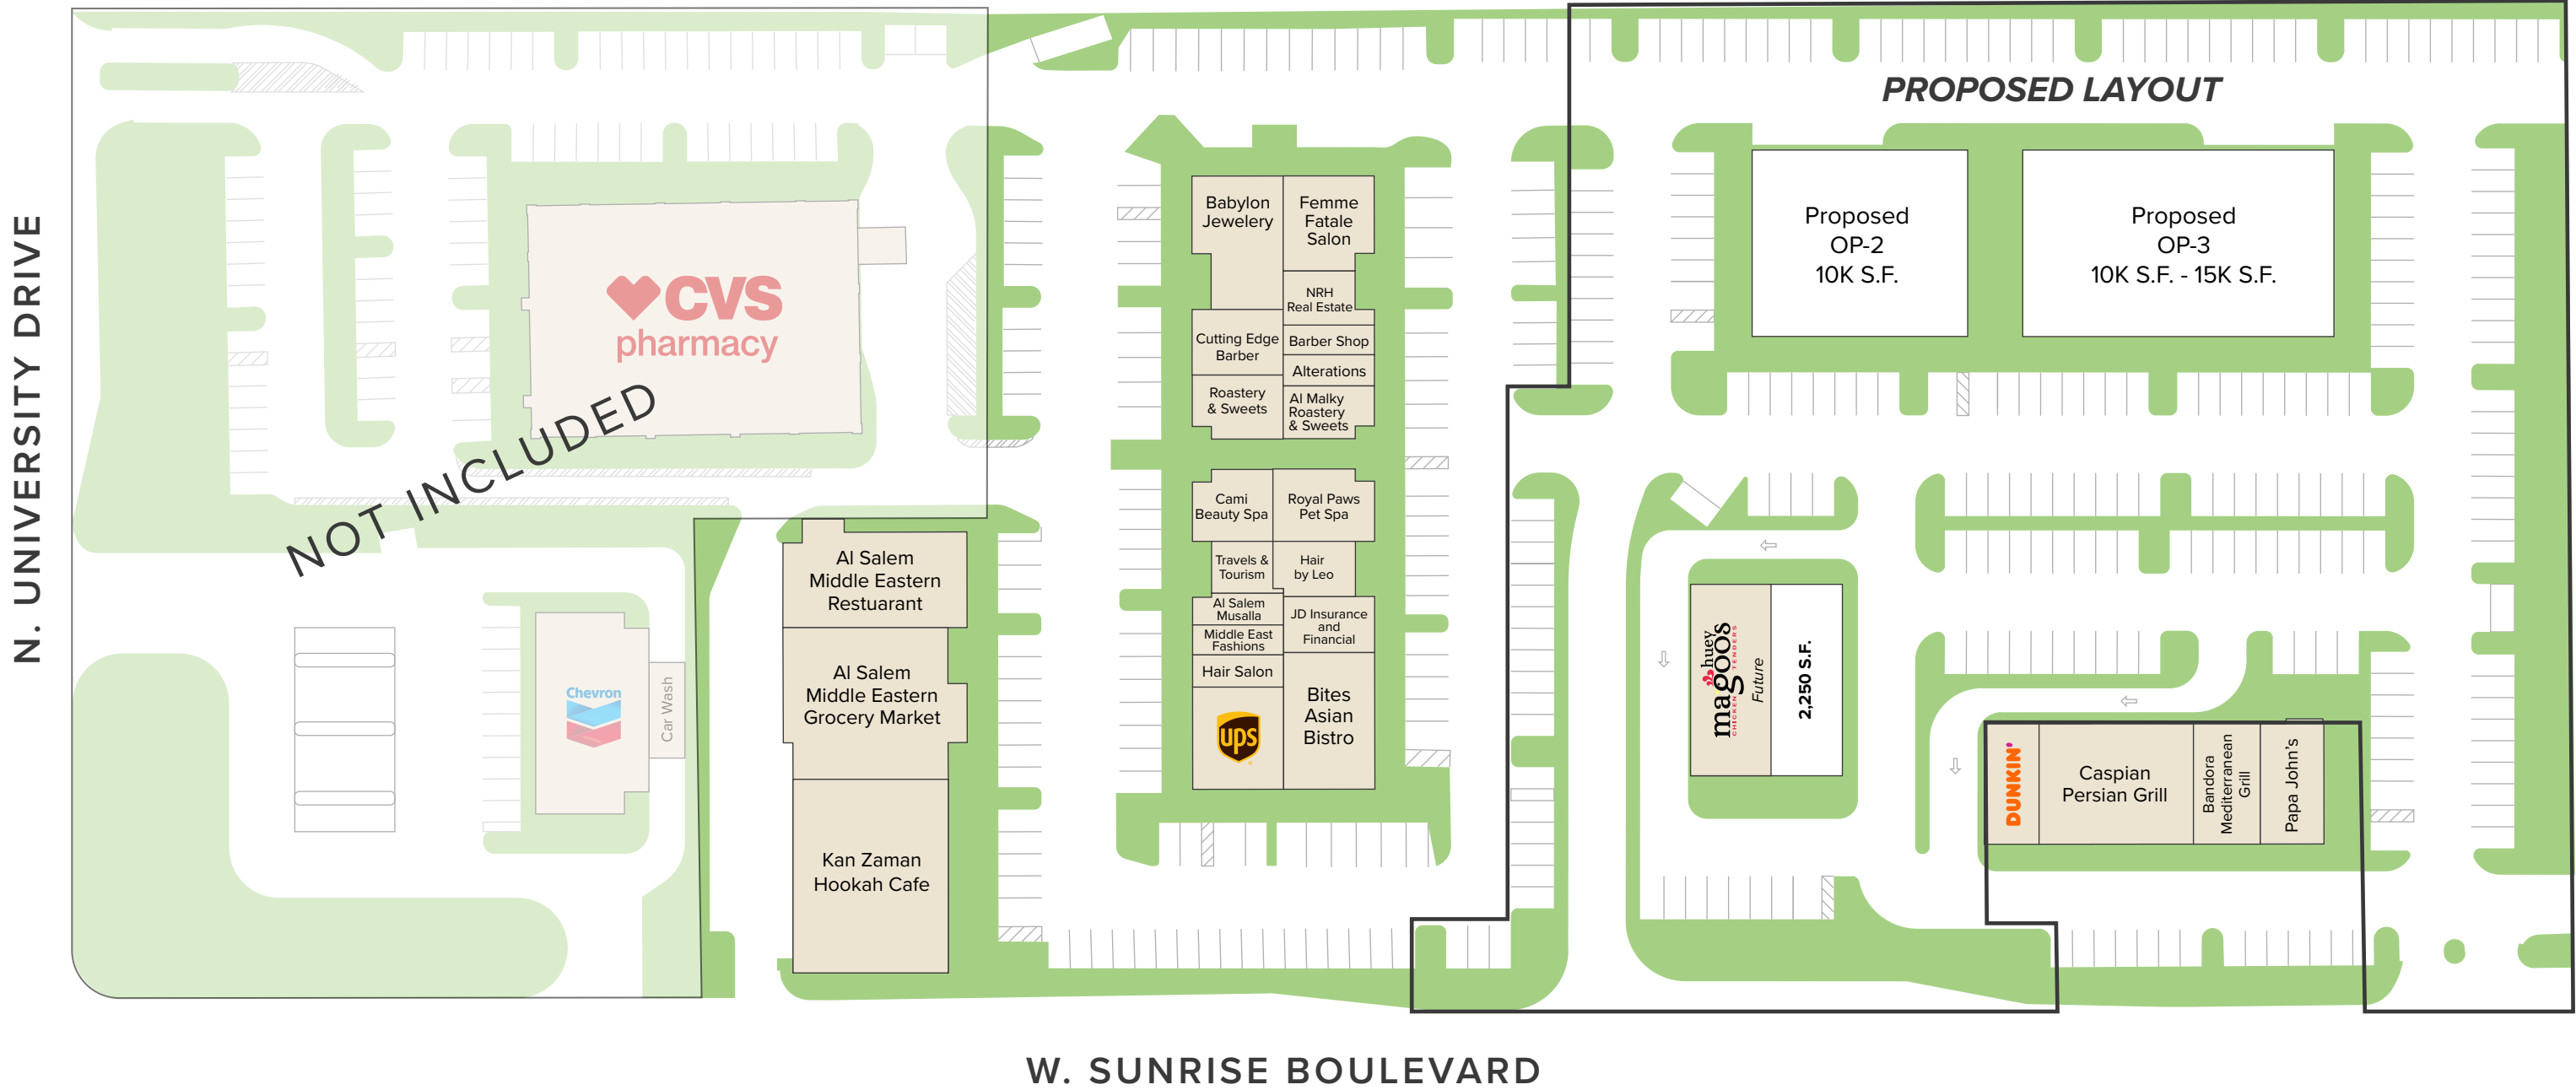 PROPOSED LAYOUT
N. UNIVERSITY DRIVE
NOT INCLUDED
CVS
pharmacy
Chevron
Car Wash
Al Salem
Middle Eastern
Restuarant
Al Salem
Middle Eastern
Grocery Market
Kan Zaman
Hookah Cafe
Babylon
Jewelery
Femme
Fatale
Salon
NRH
Real Estate
Cutting Edge
Barber
Barber Shop
Alterations
Roastery
& Sweets
Al Malky
Roastery
& Sweets
Cami
Beauty Spa
Royal Paws
Pet Spa
Travels &
Tourism
Hair
by Leo
Al Salem
Musalla
JD Insurance
and
Financial
Middle East
Fashions
Hair Salon
ups
Bites
Asian
Bistro
Proposed
OP-2
10K S.F.
Proposed
OP-3
10K S.F. - 15K S.F.
huey
magoos
CHICKEN TENDERS
Future
2,250 S.F.
DUNKIN'
Caspian
Persian Grill
Bandora
Mediterranean
Grill
Papa John's
W. SUNRISE BOULEVARD